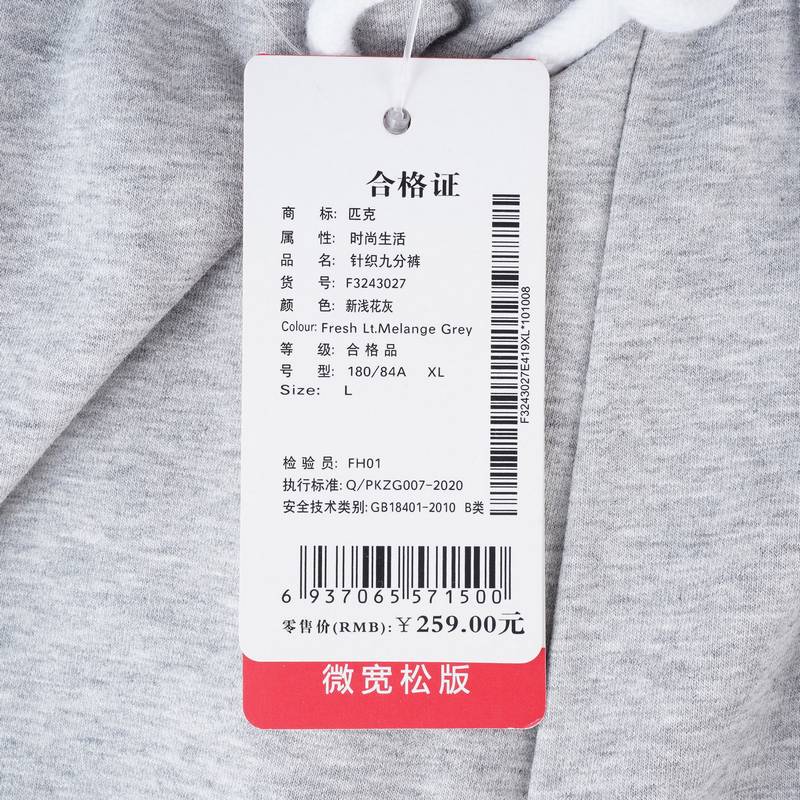 合格证
商 标: 匹克
属 性: 时尚生活
品 名: 针织九分裤
货 号: F3243027
颜 色: 新浅花灰
Colour: Fresh Lt.Melange Grey
等 级: 合格品
号 型: 180/84A XL
Size: L
检 验 员: FH01
执行标准: Q/PKZG007-2020
安全技术类别: GB18401-2010 B类
F3243027E419XL*101008
6 937065 571500
零售价(RMB): ¥ 259.00元
微宽松版